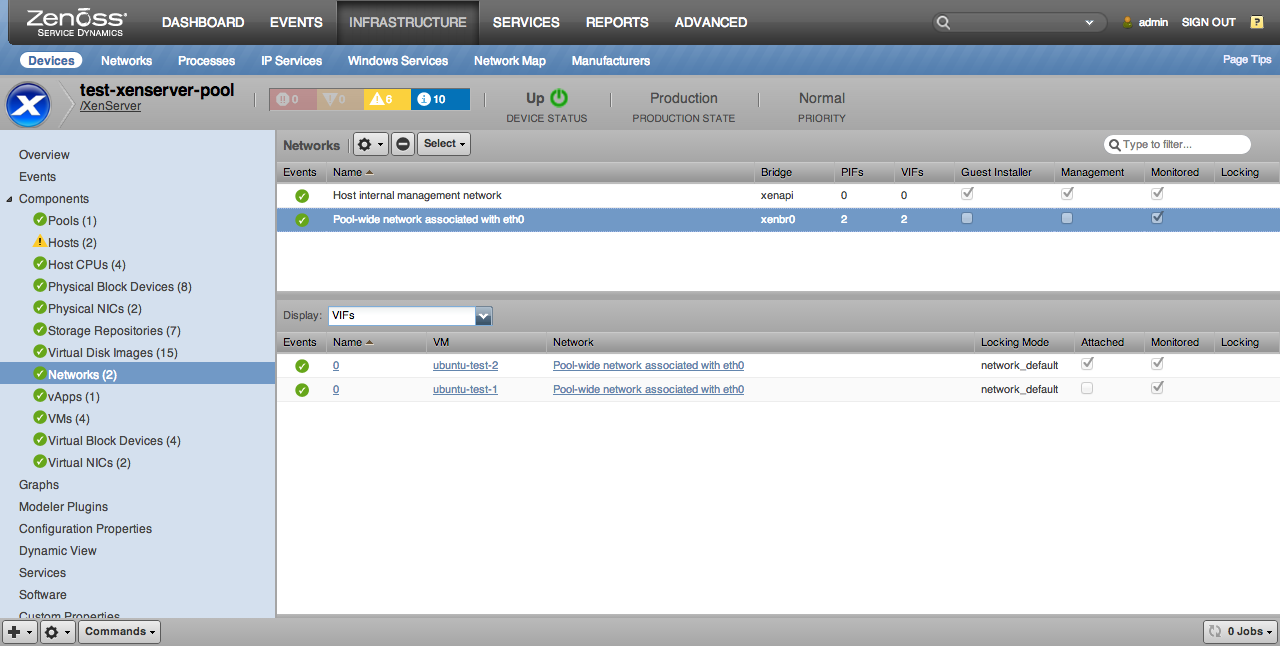 Zenoss
SERVICE DYNAMICS
DASHBOARD EVENTS INFRASTRUCTURE SERVICES REPORTS ADVANCED
admin SIGN OUT ?
Devices Networks Processes IP Services Windows Services Network Map Manufacturers Page Tips
test-xenserver-pool
/XenServer
0 0 6 10
Up
DEVICE STATUS
Production
PRODUCTION STATE
Normal
PRIORITY
Overview
Events
Components
Pools (1)
Hosts (2)
Host CPUs (4)
Physical Block Devices (8)
Physical NICs (2)
Storage Repositories (7)
Virtual Disk Images (15)
Networks (2)
vApps (1)
VMs (4)
Virtual Block Devices (4)
Virtual NICs (2)
Graphs
Modeler Plugins
Configuration Properties
Dynamic View
Services
Software
Custom Properties
Networks Select Type to filter...
Events Name Bridge PIFs VIFs Guest Installer Management Monitored Locking
Host internal management network xenapi 0 0
Pool-wide network associated with eth0 xenbr0 2 2
Display: VIFs
Events Name VM Network Locking Mode Attached Monitored Locking
0 ubuntu-test-2 Pool-wide network associated with eth0 network_default
0 ubuntu-test-1 Pool-wide network associated with eth0 network_default
Commands 0 Jobs